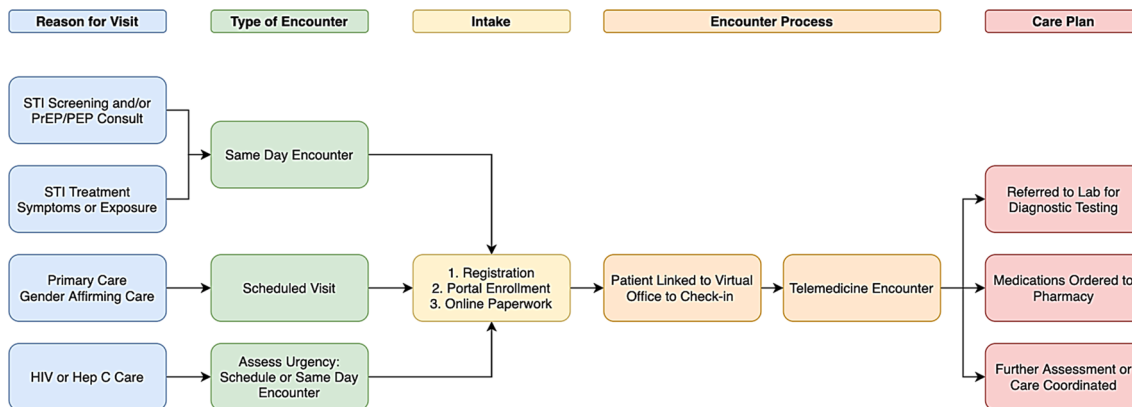 Reason for Visit
Type of Encounter
Intake
Encounter Process
Care Plan
STI Screening and/or
PrEP/PEP Consult
STI Treatment
Symptoms or Exposure
Primary Care
Gender Affirming Care
HIV or Hep C Care
Same Day Encounter
Scheduled Visit
Assess Urgency:
Schedule or Same Day
Encounter
1. Registration
2. Portal Enrollment
3. Online Paperwork
Patient Linked to Virtual
Office to Check-in
Telemedicine Encounter
Referred to Lab for
Diagnostic Testing
Medications Ordered to
Pharmacy
Further Assessment or
Care Coordinated